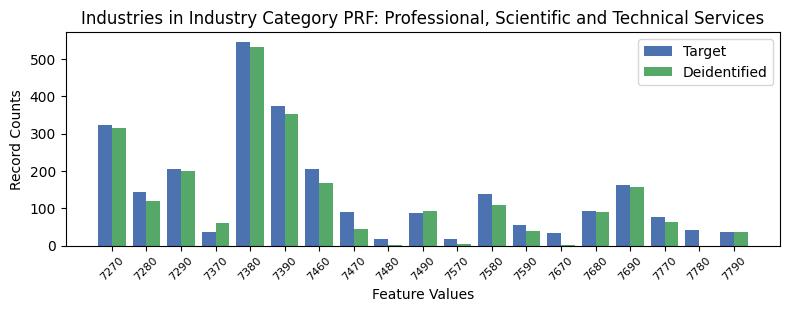 Industries in Industry Category PRF: Professional, Scientific and Technical Services
Target
Deidentified
Record Counts
500
400
300
200
100
0
7270 7280 7290 7370 7380 7390 7460 7470 7480 7490 7570 7580 7590 7670 7680 7690 7770 7780 7790
Feature Values